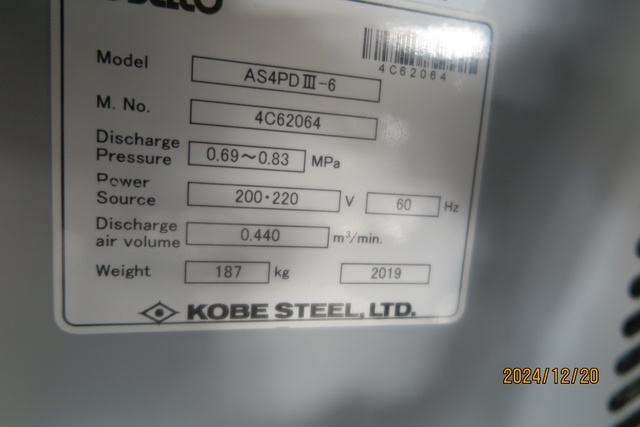 Model AS4PDⅢ-6
4C62064
M. No. 4C62064
Discharge
Pressure 0.69～0.83 MPa
Power
Source 200・220 V 60 Hz
Discharge
air volume 0.440 m³/min.
Weight 187 kg 2019
KOBE STEEL, LTD.
2024/12/20